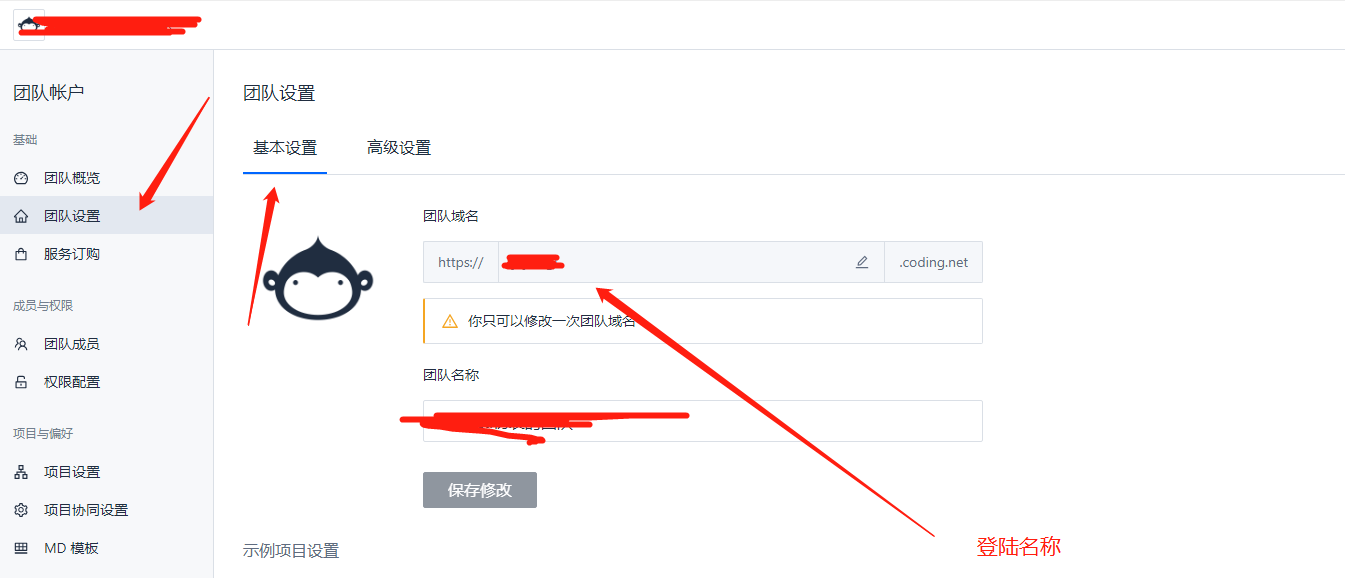 团队帐户
基础
团队概览
团队设置
服务订购
成员与权限
团队成员
权限配置
项目与偏好
项目设置
项目协同设置
MD 模板
团队设置
基本设置
高级设置
团队域名
https://
.coding.net
你只可以修改一次团队域名
团队名称
的团队
保存修改
示例项目设置
登陆名称